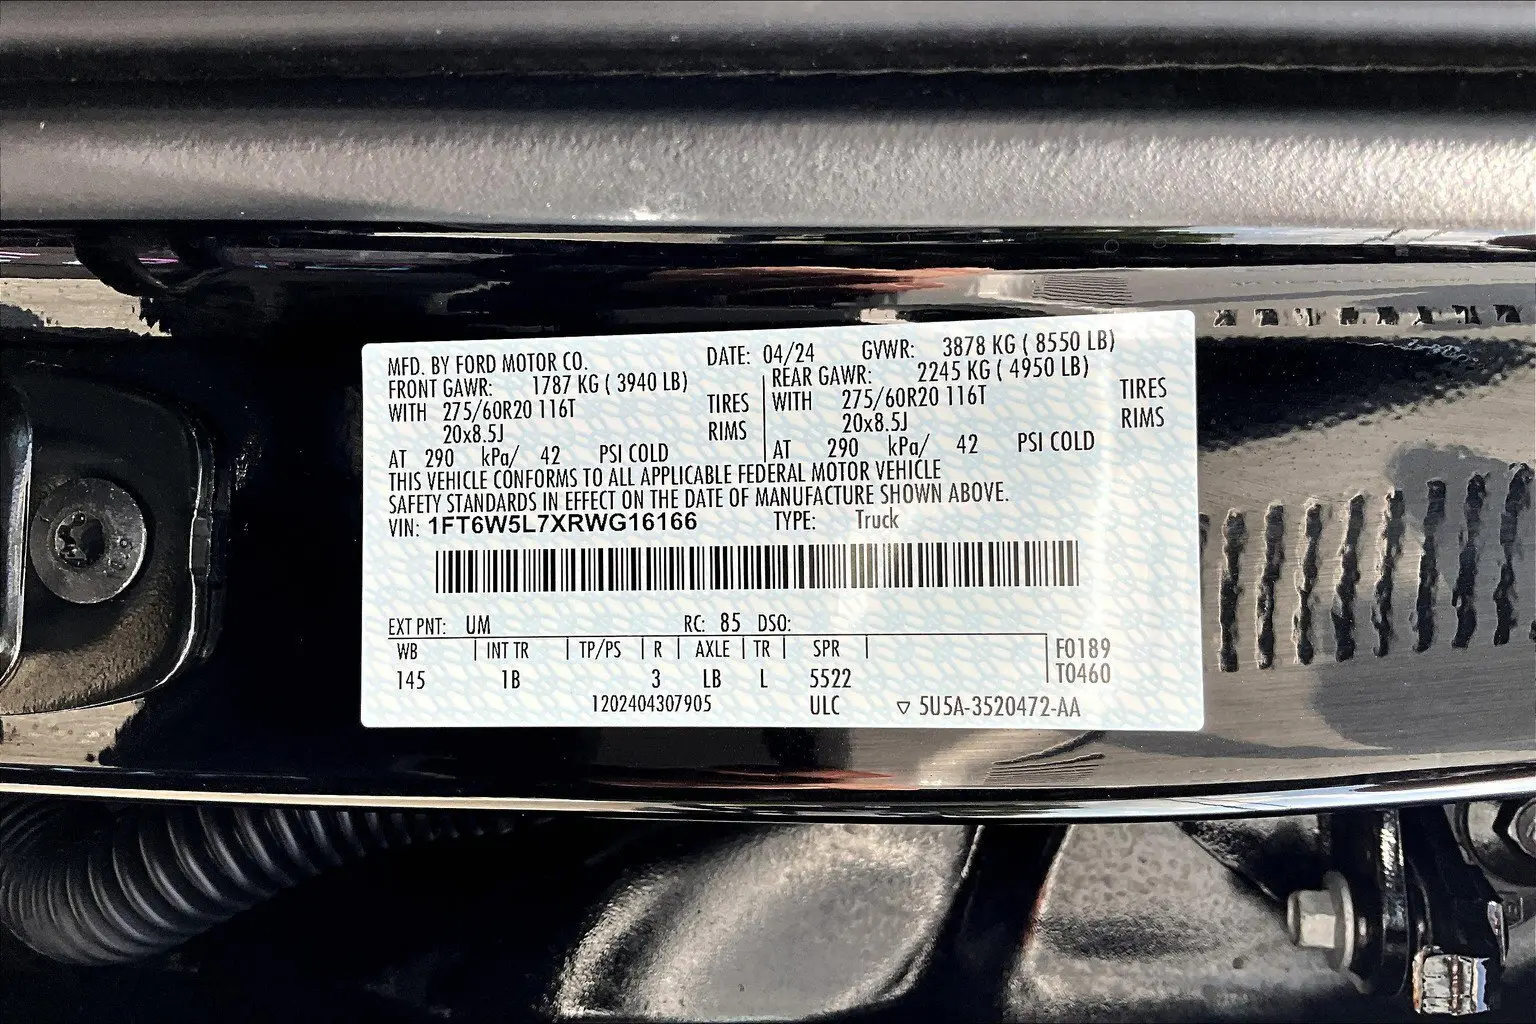 MFD. BY FORD MOTOR CO. DATE: 04/24 GVWR: 3878 KG ( 8550 LB)
FRONT GAWR: 1787 KG ( 3940 LB) REAR GAWR: 2245 KG ( 4950 LB)
WITH 275/60R20 116T TIRES WITH 275/60R20 116T TIRES
20x8.5J RIMS 20x8.5J RIMS
AT 290 kPa/ 42 PSI COLD AT 290 kPa/ 42 PSI COLD
THIS VEHICLE CONFORMS TO ALL APPLICABLE FEDERAL MOTOR VEHICLE
SAFETY STANDARDS IN EFFECT ON THE DATE OF MANUFACTURE SHOWN ABOVE.
VIN: 1FT6W5L7XRWG16166 TYPE: Truck
EXT PNT: UM RC: 85 DSO:
WB INT TR TP/PS R AXLE TR SPR F0189
145 1B 3 LB L 5522 T0460
1202404307905 ULC ▽ 5U5A-3520472-AA